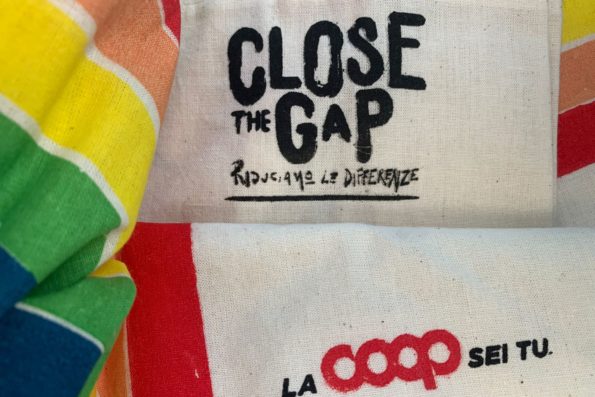 CLOSE
THE GAP
RIDUCIAMO LE DIFFERENZE
LA coop SEI TU.